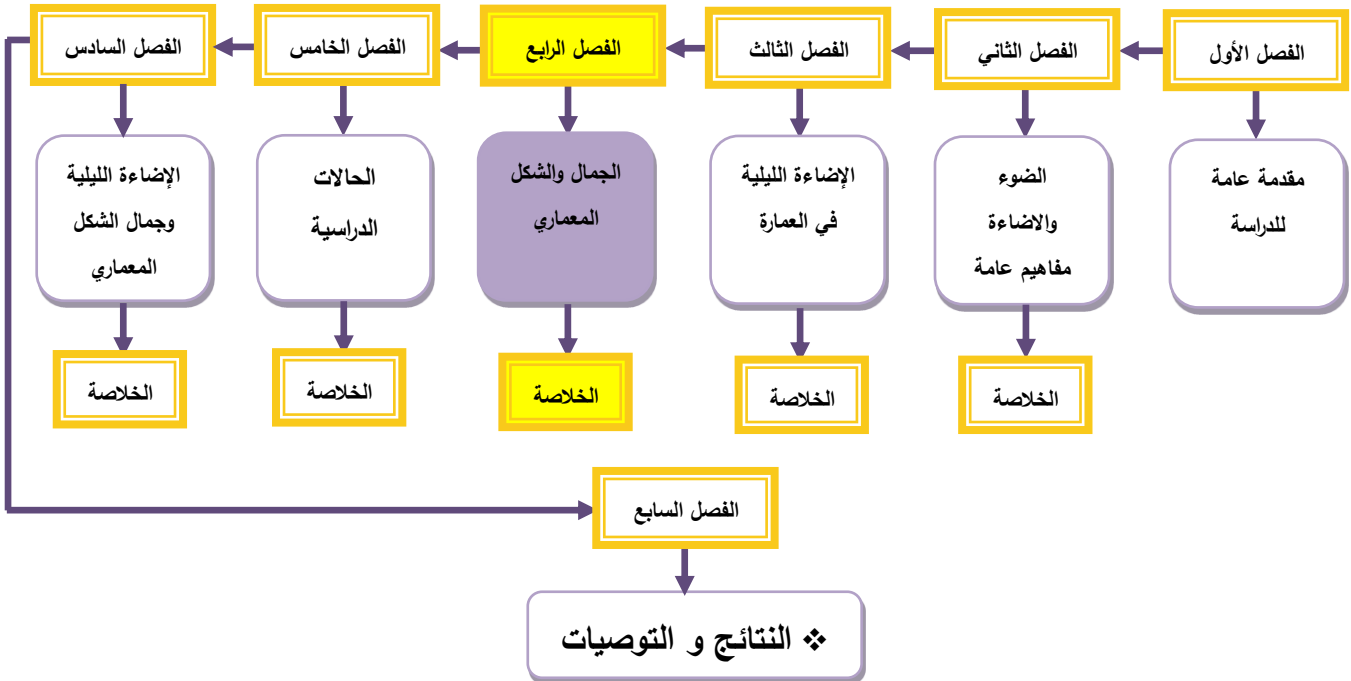 الفصل الأول
الفصل الثاني
الفصل الثالث
الفصل الرابع
الفصل الخامس
الفصل السادس
مقدمة عامة
للدراسة
الضوء
والاضاءة
مفاهيم عامة
الإضاءة الليلية
في العمارة
الجمال والشكل
المعماري
الحالات
الدراسية
الإضاءة الليلية
وجمال الشكل
المعماري
الخلاصة
الخلاصة
الخلاصة
الخلاصة
الخلاصة
الفصل السابع
❖ النتائج و التوصيات